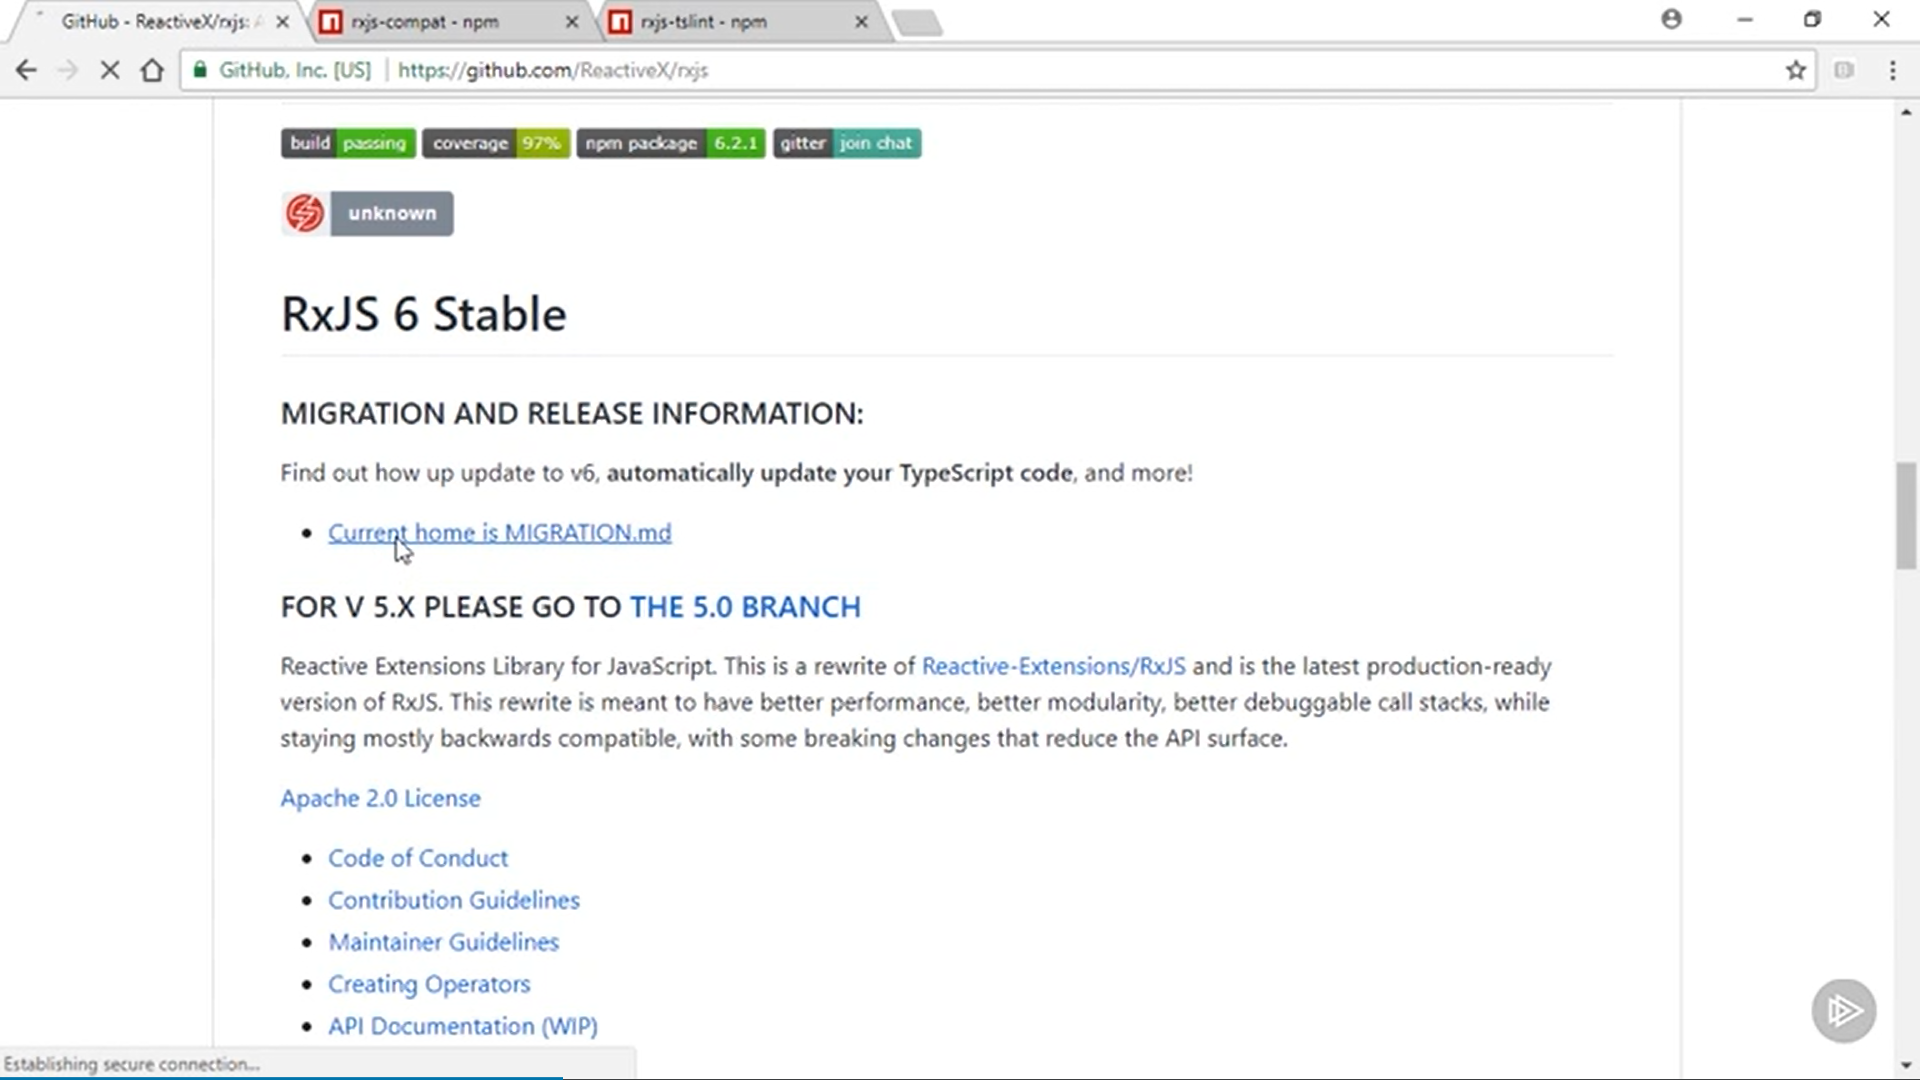 GitHub - ReactiveX/rxjs:
rxjs-compat - npm
rxjs-tslint - npm
GitHub, Inc. [US] https://github.com/ReactiveX/rxjs
build passing coverage 97% npm package 6.2.1 gitter join chat
unknown
RxJS 6 Stable
MIGRATION AND RELEASE INFORMATION:
Find out how up update to v6, automatically update your TypeScript code, and more!
• Current home is MIGRATION.md
FOR V 5.X PLEASE GO TO THE 5.0 BRANCH
Reactive Extensions Library for JavaScript. This is a rewrite of Reactive-Extensions/RxJS and is the latest production-ready
version of RxJS. This rewrite is meant to have better performance, better modularity, better debuggable call stacks, while
staying mostly backwards compatible, with some breaking changes that reduce the API surface.
Apache 2.0 License
• Code of Conduct
• Contribution Guidelines
• Maintainer Guidelines
• Creating Operators
• API Documentation (WIP)
Establishing secure connection...